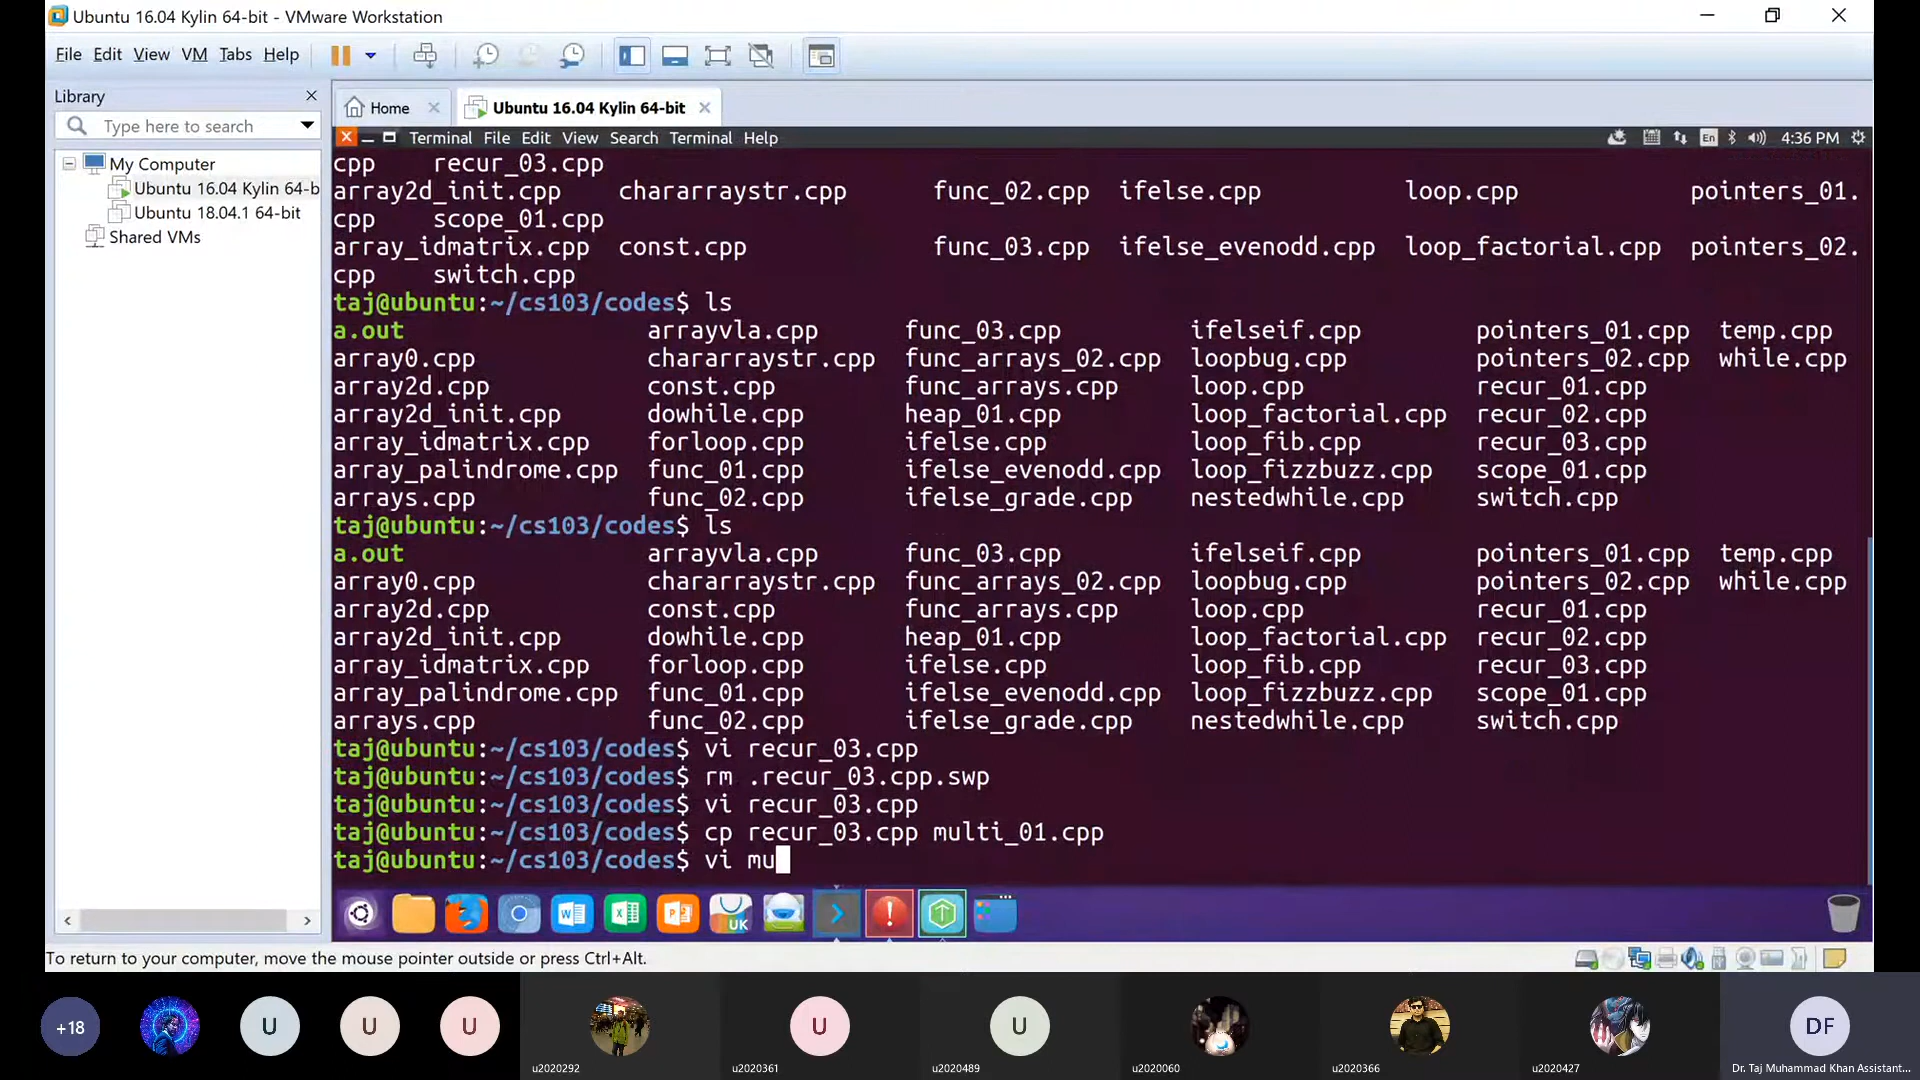 Ubuntu 16.04 Kylin 64-bit - VMware Workstation
File Edit View VM Tabs Help
Library
Type here to search
My Computer
Ubuntu 16.04 Kylin 64-b
Ubuntu 18.04.1 64-bit
Shared VMs
Home
Ubuntu 16.04 Kylin 64-bit
Terminal File Edit View Search Terminal Help
En
4:36 PM
cpp recur_03.cpp
array2d_init.cpp chararraystr.cpp func_02.cpp ifelse.cpp loop.cpp pointers_01.
cpp scope_01.cpp
array_idmatrix.cpp const.cpp func_03.cpp ifelse_evenodd.cpp loop_factorial.cpp pointers_02.
cpp switch.cpp
taj@ubuntu:~/cs103/codes$ ls
a.out arrayvla.cpp func_03.cpp ifelseif.cpp pointers_01.cpp temp.cpp
array0.cpp chararraystr.cpp func_arrays_02.cpp loopbug.cpp pointers_02.cpp while.cpp
array2d.cpp const.cpp func_arrays.cpp loop.cpp recur_01.cpp
array2d_init.cpp dowhile.cpp heap_01.cpp loop_factorial.cpp recur_02.cpp
array_idmatrix.cpp forloop.cpp ifelse.cpp loop_fib.cpp recur_03.cpp
array_palindrome.cpp func_01.cpp ifelse_evenodd.cpp loop_fizzbuzz.cpp scope_01.cpp
arrays.cpp func_02.cpp ifelse_grade.cpp nestedwhile.cpp switch.cpp
taj@ubuntu:~/cs103/codes$ ls
a.out arrayvla.cpp func_03.cpp ifelseif.cpp pointers_01.cpp temp.cpp
array0.cpp chararraystr.cpp func_arrays_02.cpp loopbug.cpp pointers_02.cpp while.cpp
array2d.cpp const.cpp func_arrays.cpp loop.cpp recur_01.cpp
array2d_init.cpp dowhile.cpp heap_01.cpp loop_factorial.cpp recur_02.cpp
array_idmatrix.cpp forloop.cpp ifelse.cpp loop_fib.cpp recur_03.cpp
array_palindrome.cpp func_01.cpp ifelse_evenodd.cpp loop_fizzbuzz.cpp scope_01.cpp
arrays.cpp func_02.cpp ifelse_grade.cpp nestedwhile.cpp switch.cpp
taj@ubuntu:~/cs103/codes$ vi recur_03.cpp
taj@ubuntu:~/cs103/codes$ rm .recur_03.cpp.swp
taj@ubuntu:~/cs103/codes$ vi recur_03.cpp
taj@ubuntu:~/cs103/codes$ cp recur_03.cpp multi_01.cpp
taj@ubuntu:~/cs103/codes$ vi mu
UK
To return to your computer, move the mouse pointer outside or press Ctrl+Alt.
+18
U
U
U
U
U
DF
u2020292
u2020361
u2020489
u2020060
u2020366
u2020427
Dr. Taj Muhammad Khan Assistant...